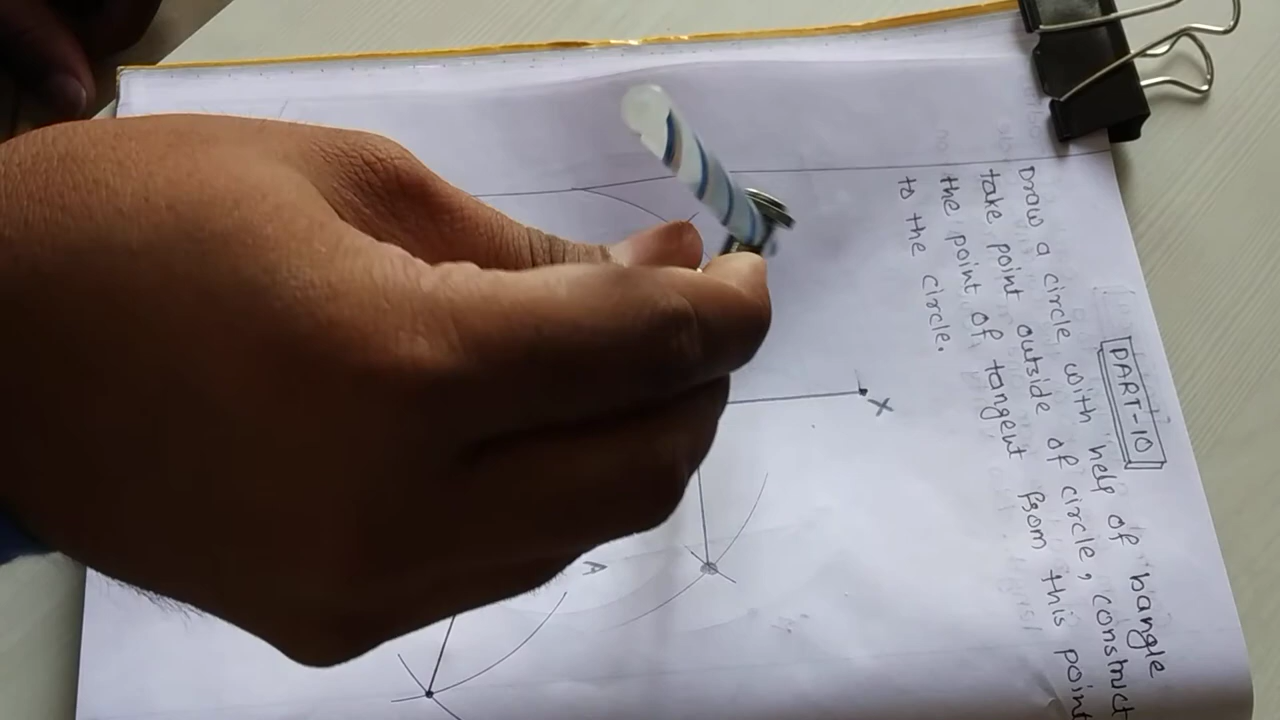 PART-10
Draw a circle with help of bangle
take point outside of circle, construct
the point of tangent from this point
to the circle.
X
A